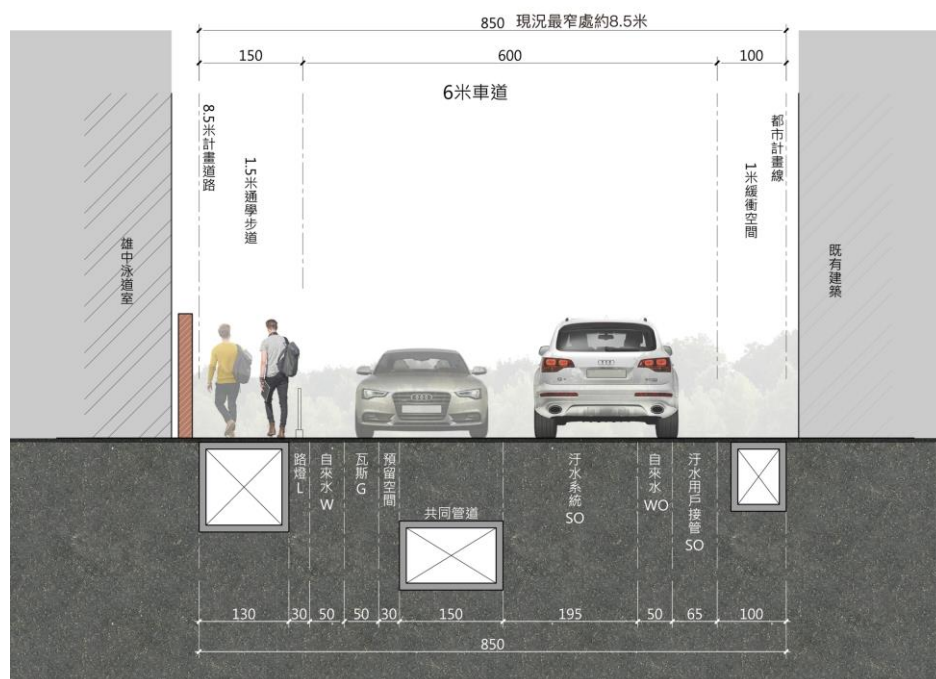 850 現況最窄處約8.5米
150
600
100
6米車道
8.5米計畫道路
1.5米通學步道
都市計畫線
1米緩衝空間
雄中泳道室
既有建築
路燈 L
自來水 W
瓦斯 G
預留空間
共同管道
汙水系統 SO
自來水 WO
汙水用戶接管 SO
130
30
50
50
30
150
195
50
65
100
850